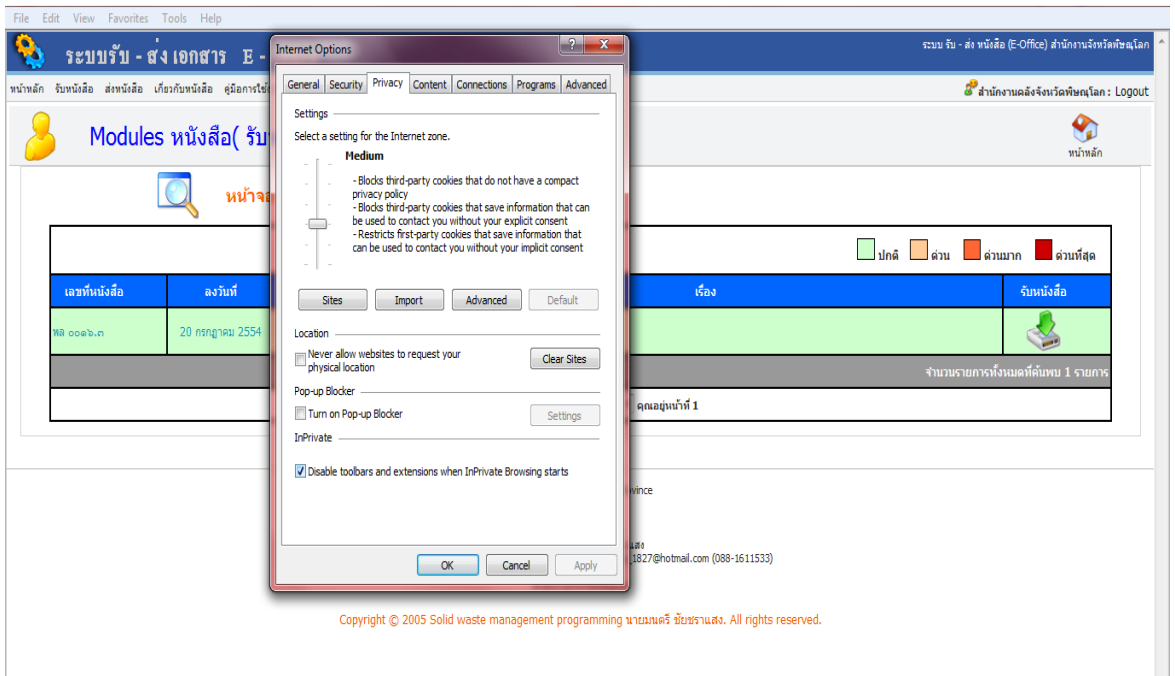 File Edit View Favorites Tools Help
ระบบรับ - ส่งเอกสาร E -
ระบบ รับ - ส่ง หนังสือ (E-Office) สำนักงานจังหวัดพิษณุโลก
หน้าหลัก รับหนังสือ ส่งหนังสือ เกี่ยวกับหนังสือ
สำนักงานคลังจังหวัดพิษณุโลก : Logout
Modules หนังสือ( รับ
หน้าหลัก
หน้าจอ
ปกติ ด่วน ด่วนมาก ด่วนที่สุด
เลขที่หนังสือ ลงวันที่ เรื่อง รับหนังสือ
พล ๐๐๑๖.๓ 20 กรกฎาคม 2554
จำนวนรายการทั้งหมดที่ค้นพบ 1 รายการ
คุณอยู่หน้าที่ 1
Internet Options
General Security Privacy Content Connections Programs Advanced
Settings
Select a setting for the Internet zone.
Medium
- Blocks third-party cookies that do not have a compact
privacy policy
- Blocks third-party cookies that save information that can
be used to contact you without your explicit consent
- Restricts first-party cookies that save information that
can be used to contact you without your implicit consent
Sites Import Advanced Default
Location
Never allow websites to request your
physical location
Clear Sites
Pop-up Blocker
Turn on Pop-up Blocker
Settings
InPrivate
Disable toolbars and extensions when InPrivate Browsing starts
OK Cancel Apply
vince
แสง
_1827@hotmail.com (088-1611533)
Copyright © 2005 Solid waste management programming นายมนตรี ชัยชราแสง. All rights reserved.